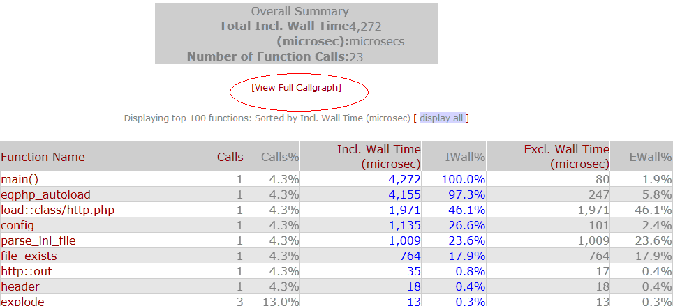 Overall Summary
Total Incl. Wall Time 4,272
(microsec): microsecs
Number of Function Calls: 23
[View Full Callgraph]
Displaying top 100 functions: Sorted by Incl. Wall Time (microsec) [ display all ]
Function Name Calls Calls% Incl. Wall Time (microsec) IWall% Excl. Wall Time (microsec) EWall%
main() 1 4.3% 4,272 100.0% 80 1.9%
eqphp_autoload 1 4.3% 4,155 97.3% 247 5.8%
load::class/http.php 1 4.3% 1,971 46.1% 1,971 46.1%
config 1 4.3% 1,135 26.6% 101 2.4%
parse_ini_file 1 4.3% 1,009 23.6% 1,009 23.6%
file_exists 1 4.3% 764 17.9% 764 17.9%
http::out 1 4.3% 35 0.8% 17 0.4%
header 1 4.3% 18 0.4% 18 0.4%
explode 3 13.0% 13 0.3% 13 0.3%